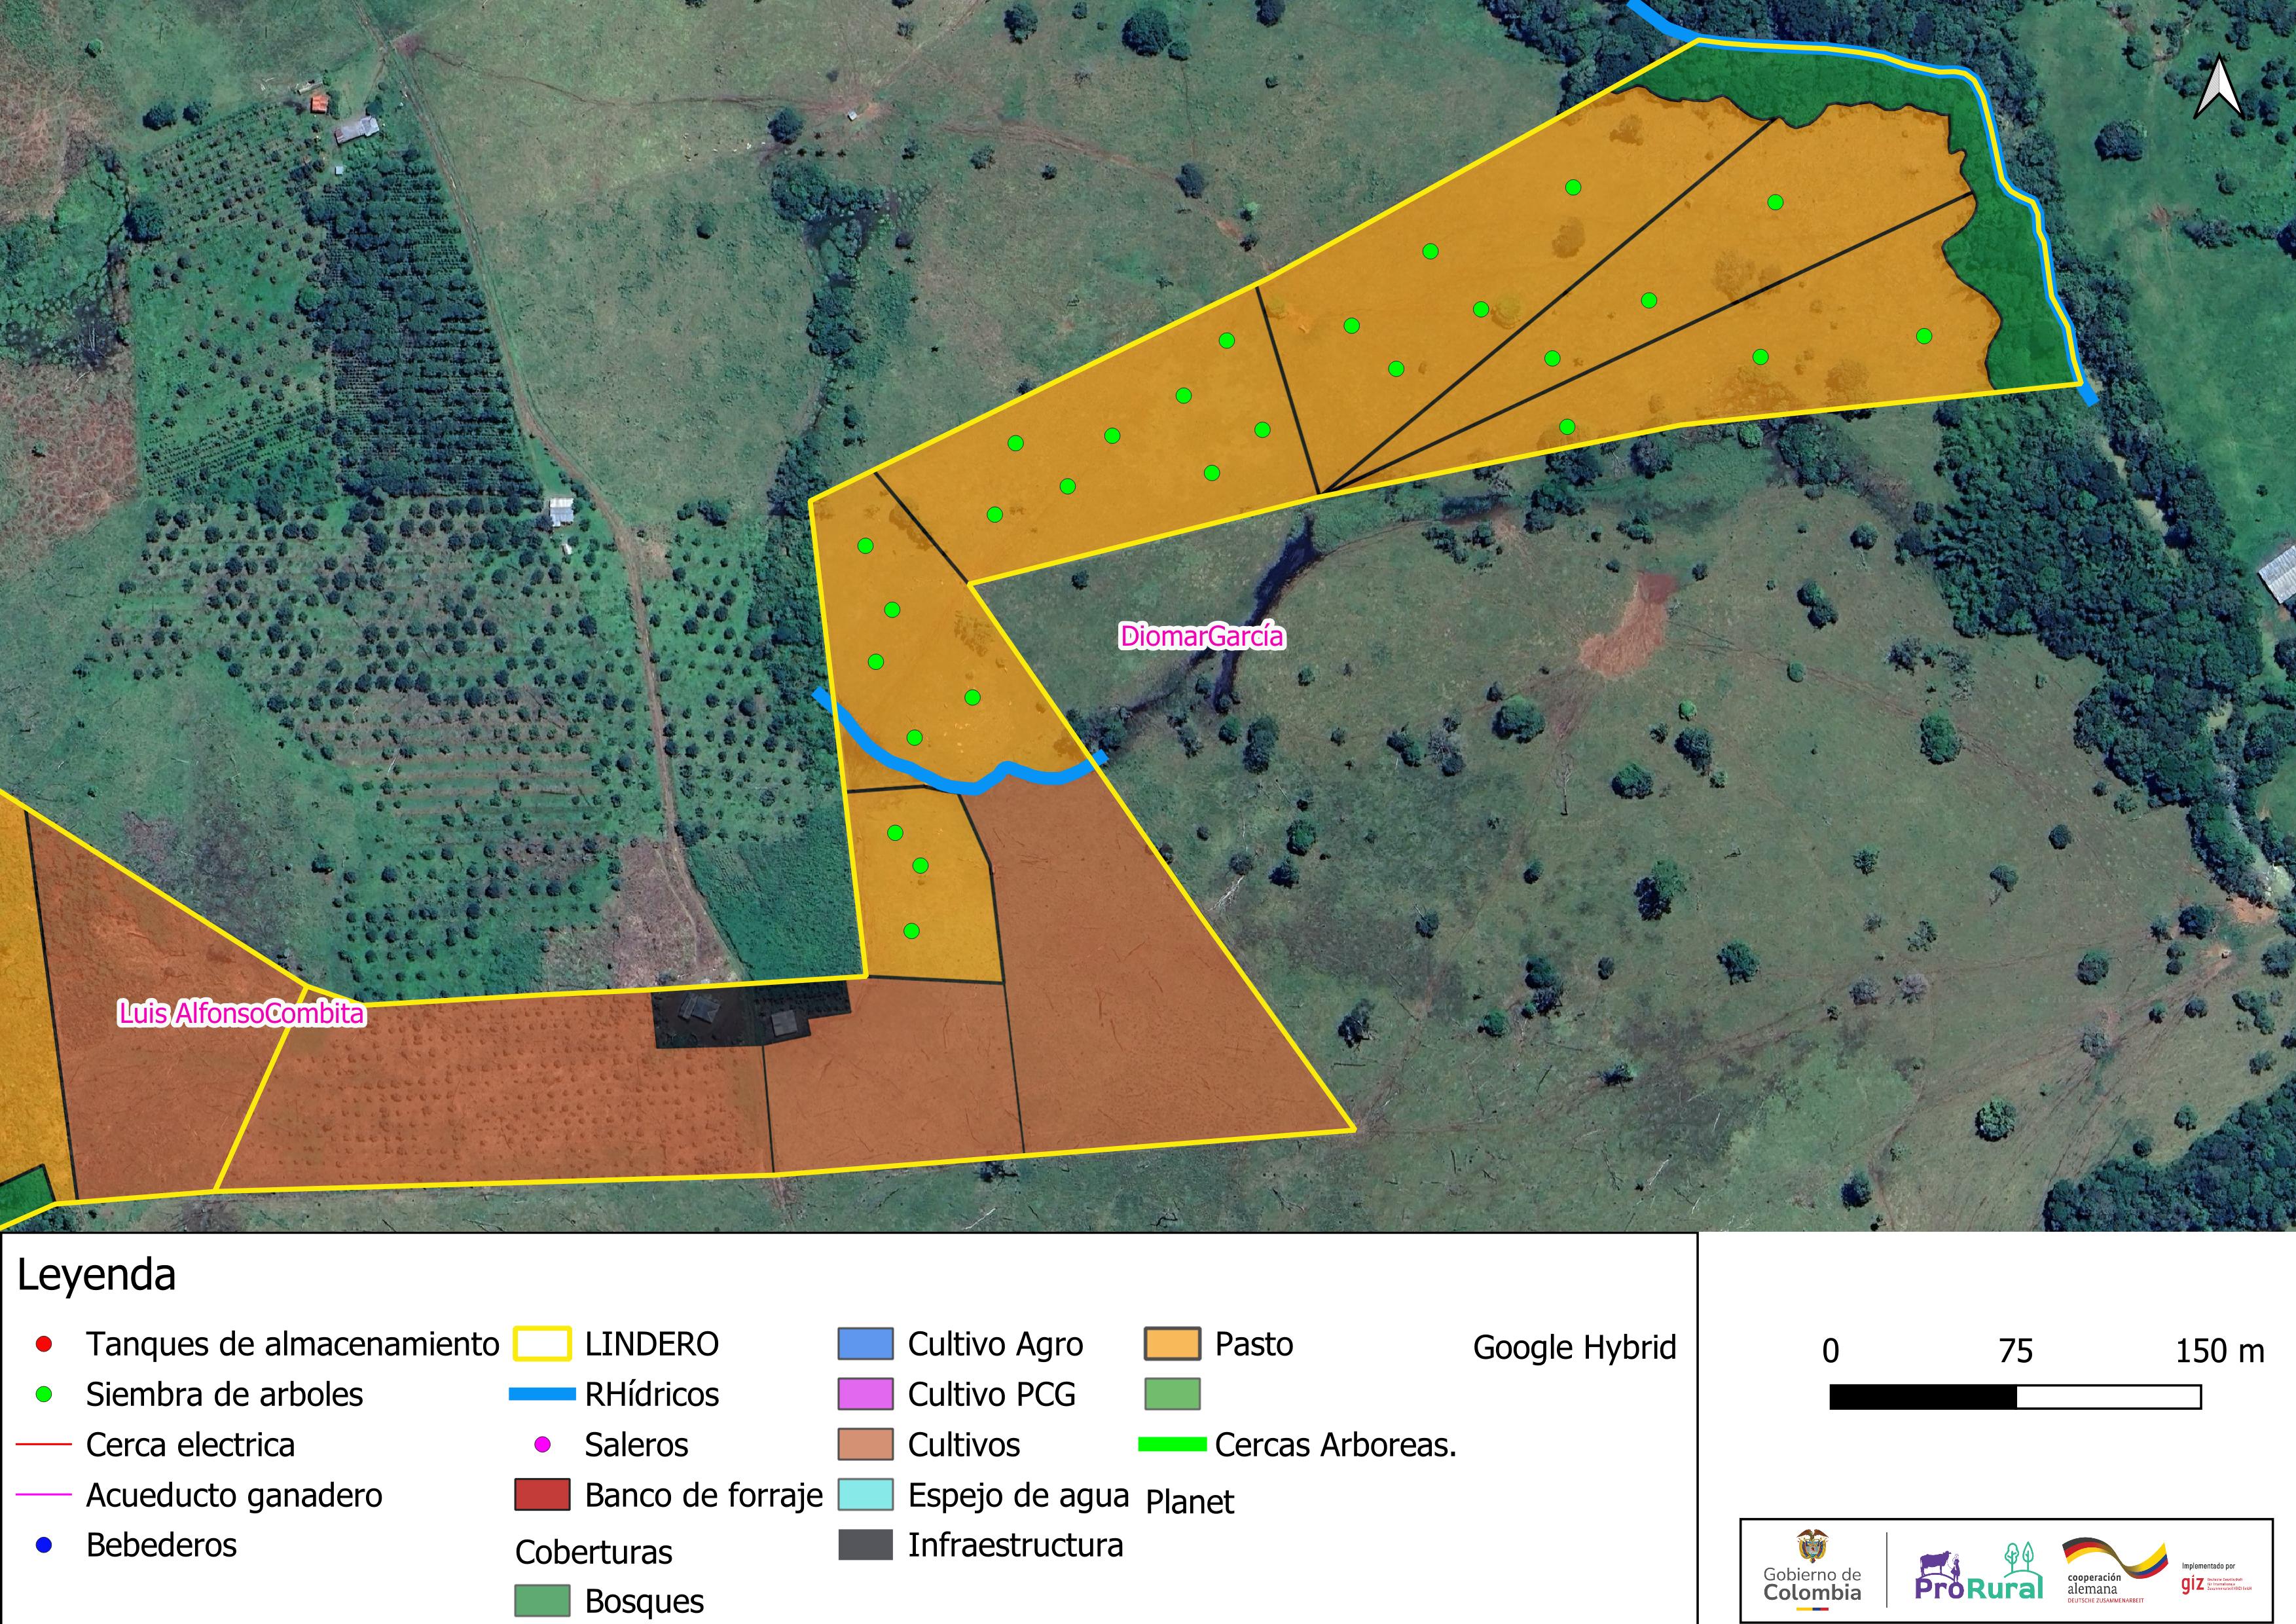 DiomarGarcía
Luis AlfonsoCombita
Leyenda
Tanques de almacenamiento
Siembra de arboles
Cerca electrica
Acueducto ganadero
Bebederos
LINDERO
RHídricos
Saleros
Banco de forraje
Coberturas
Bosques
Cultivo Agro
Cultivo PCG
Cultivos
Espejo de agua
Infraestructura
Pasto
Cercas Arboreas.
Planet
Google Hybrid
0 75 150 m
Gobierno de
Colombia
ProRural
cooperación
alemana
DEUTSCHE ZUSAMMENARBEIT
Implementado por
giz